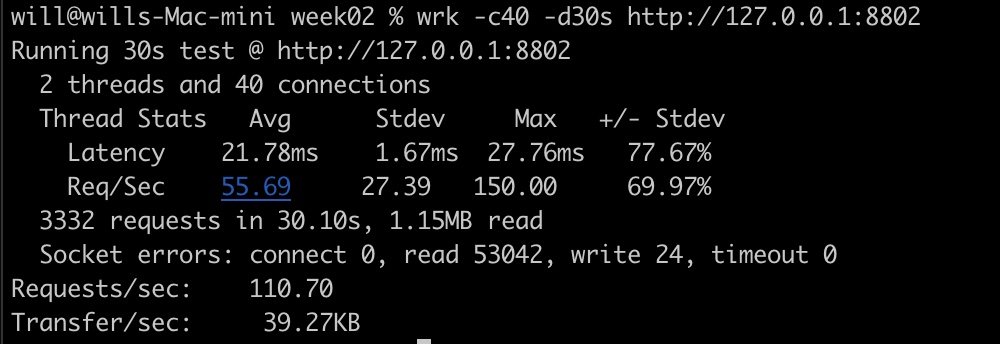 will@wills-Mac-mini week02 % wrk -c40 -d30s http://127.0.0.1:8802
Running 30s test @ http://127.0.0.1:8802
  2 threads and 40 connections
  Thread Stats   Avg      Stdev     Max   +/- Stdev
    Latency    21.78ms    1.67ms  27.76ms   77.67%
    Req/Sec    55.69     27.39   150.00     69.97%
  3332 requests in 30.10s, 1.15MB read
  Socket errors: connect 0, read 53042, write 24, timeout 0
Requests/sec:    110.70
Transfer/sec:     39.27KB